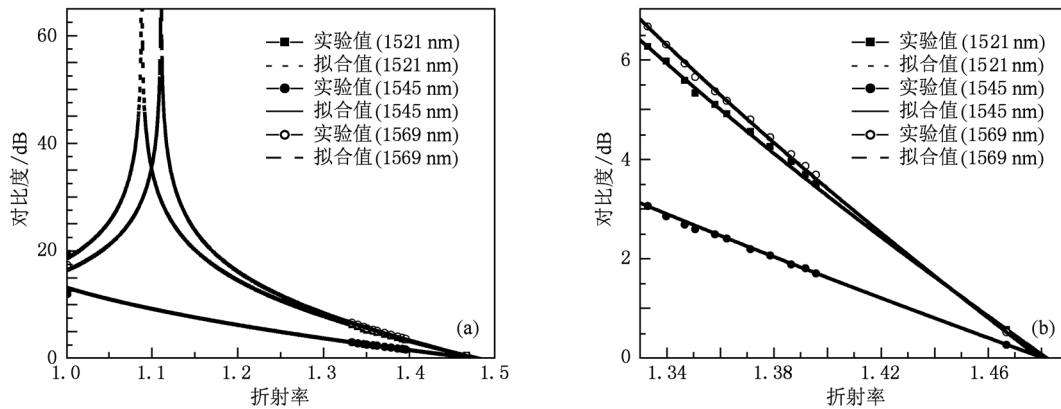 60
40
20
0
对比度/dB
1.0
1.1
1.2
1.3
1.4
1.5
折射率
实验值(1521 nm)
拟合值(1521 nm)
实验值(1545 nm)
拟合值(1545 nm)
实验值(1569 nm)
拟合值(1569 nm)
(a)
6
4
2
0
对比度/dB
1.34
1.38
1.42
1.46
折射率
实验值(1521 nm)
拟合值(1521 nm)
实验值(1545 nm)
拟合值(1545 nm)
实验值(1569 nm)
拟合值(1569 nm)
(b)